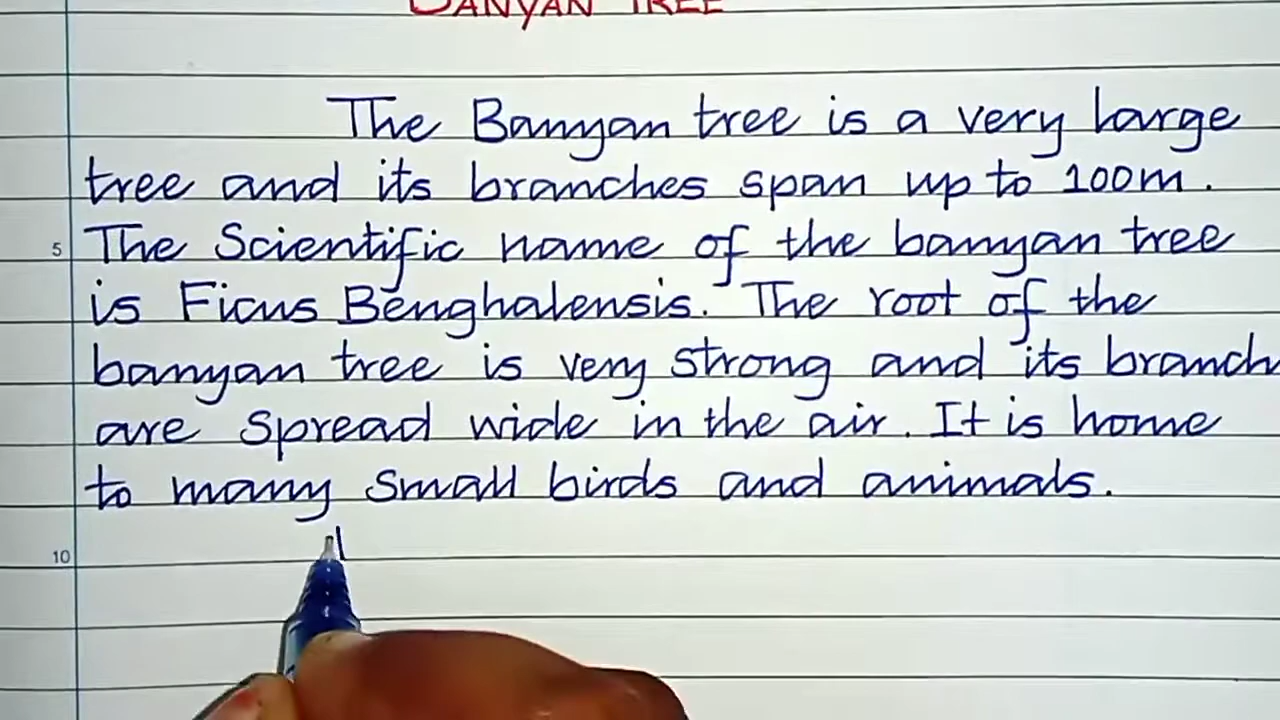 BANYAN TREE
The Banyan tree is a very large
tree and its branches span up to 100m.
5 The Scientific name of the banyan tree
is Ficus Benghalensis. The root of the
banyan tree is very strong and its branch
are spread wide in the air. It is home
to many small birds and animals.
10